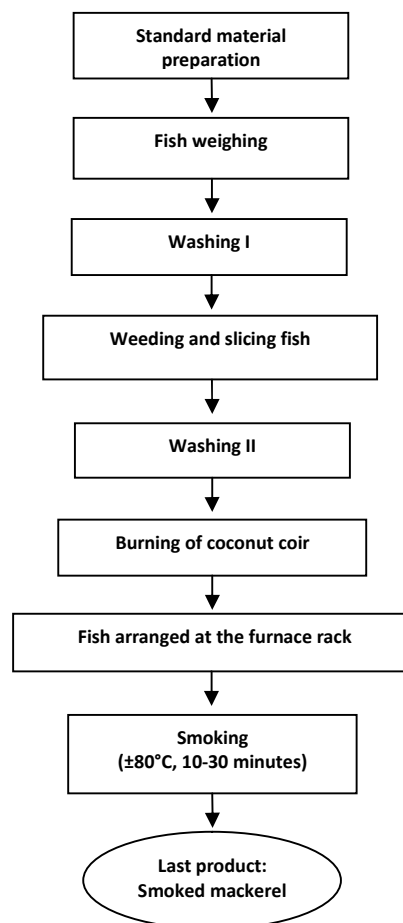 Standard material
preparation
Fish weighing
Washing I
Weeding and slicing fish
Washing II
Burning of coconut coir
Fish arranged at the furnace rack
Smoking
(±80°C, 10-30 minutes)
Last product:
Smoked mackerel